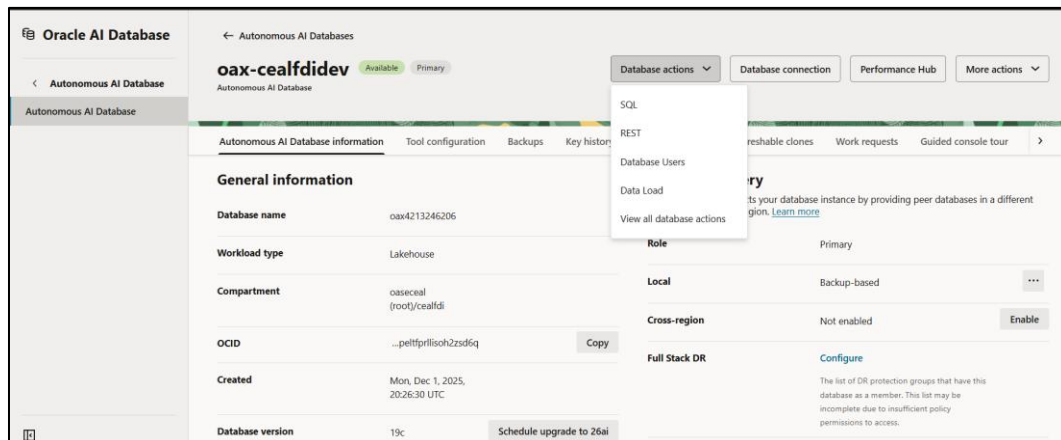 Oracle AI Database
Autonomous AI Database
Autonomous AI Database
← Autonomous AI Databases
oax-cealfdidev Available Primary
Autonomous AI Database
Database actions Database connection Performance Hub More actions
SQL
REST
Database Users
Data Load
View all database actions
Autonomous AI Database information Tool configuration Backups Key history reshable clones Work requests Guided console tour
General information
Database name oax4213246206
Workload type Lakehouse
Compartment oaseceal
(root)/cealfdi
OCID ...peltfprllisoh2zsd6q Copy
Created Mon, Dec 1, 2025,
20:26:30 UTC
Database version 19c Schedule upgrade to 26ai
ry
ts your database instance by providing peer databases in a different
gion. Learn more
Role Primary
Local Backup-based ...
Cross-region Not enabled Enable
Full Stack DR Configure
The list of DR protection groups that have this
database as a member. This list may be
incomplete due to insufficient policy
permissions to access.